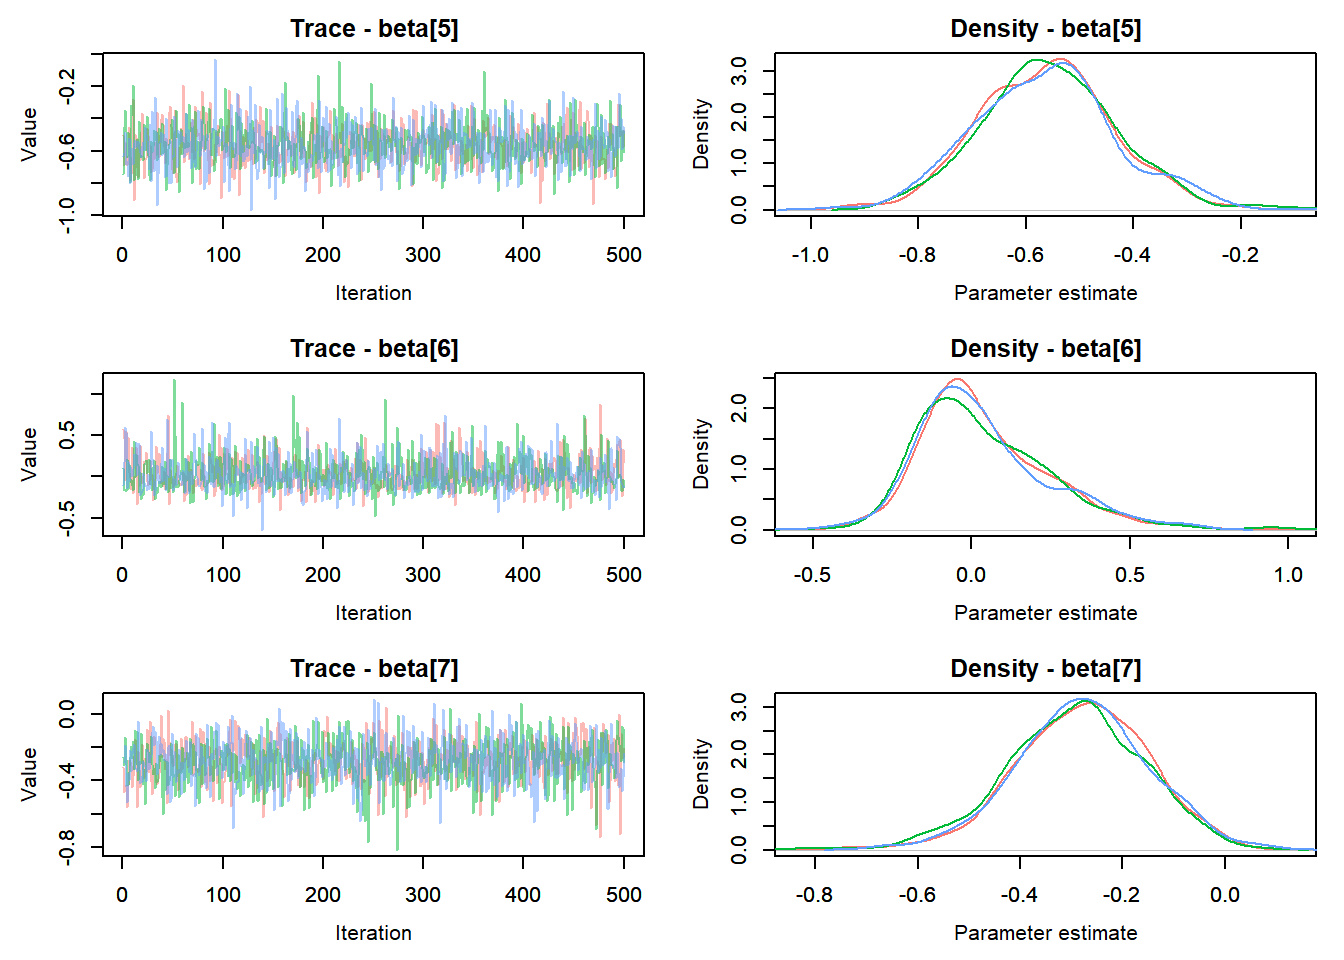 Trace - beta[5]
Value
-1.0 -0.6 -0.2
0 100 200 300 400 500
Iteration
Density - beta[5]
Density
0.0 1.0 2.0 3.0
-1.0 -0.8 -0.6 -0.4 -0.2
Parameter estimate
Trace - beta[6]
Value
-0.5 0.5
0 100 200 300 400 500
Iteration
Density - beta[6]
Density
0.0 1.0 2.0
-0.5 0.0 0.5 1.0
Parameter estimate
Trace - beta[7]
Value
-0.8 -0.4 0.0
0 100 200 300 400 500
Iteration
Density - beta[7]
Density
0.0 1.0 2.0 3.0
-0.8 -0.6 -0.4 -0.2 0.0
Parameter estimate